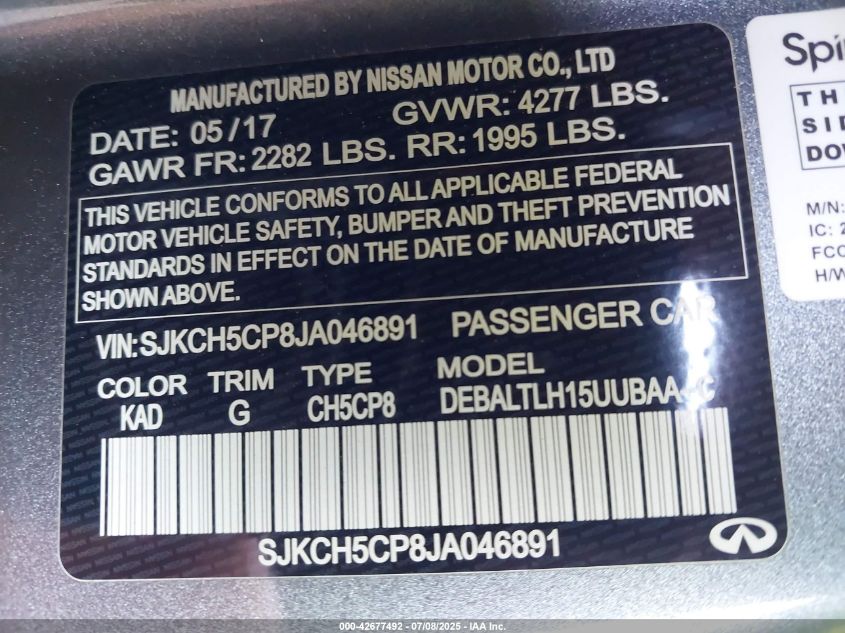 MANUFACTURED BY NISSAN MOTOR CO., LTD
DATE: 05/17 GVWR: 4277 LBS.
GAWR FR: 2282 LBS. RR: 1995 LBS.
THIS VEHICLE CONFORMS TO ALL APPLICABLE FEDERAL
MOTOR VEHICLE SAFETY, BUMPER AND THEFT PREVENTION
STANDARDS IN EFFECT ON THE DATE OF MANUFACTURE
SHOWN ABOVE.
VIN: SJKCH5CP8JA046891 PASSENGER CAR
COLOR TRIM TYPE MODEL
KAD G CH5CP8
SJKCH5CP8JA046891
M/N:
IC: 2
FCC
H/W
000-42677492 - 07/08/2025 - IAA Inc.